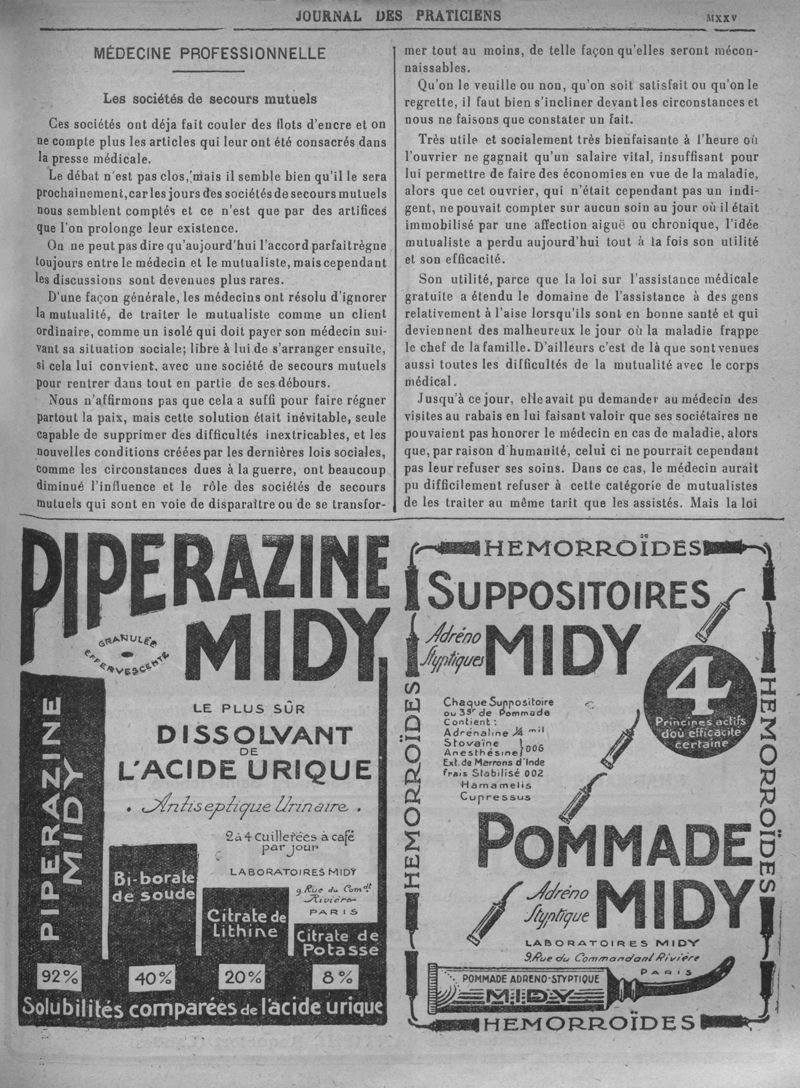 JOURNAL DES PRATICIENS
MXXV
MÉDECINE PROFESSIONNELLE
Les sociétés de secours mutuels
Ces sociétés ont déja fait couler des flots d'encre et on
ne compte plus les articles qui leur ont été consacrés dans
la presse médicale.
Le débat n'est pas clos, mais il semble bien qu'il le sera
prochainement, car les jours des sociétés de secours mutuels
nous semblent comptés et ce n'est que par des artifices
que l'on prolonge leur existence.
On ne peut pas dire qu'aujourd'hui l'accord parfait règne
toujours entre le médecin et le mutualiste, mais cependant
les discussions sont devenues plus rares.
D'une façon générale, les médecins ont résolu d'ignorer
la mutualité, de traiter le mutualiste comme un client
ordinaire, comme un isolé qui doit payer son médecin sui-
vant sa situation sociale; libre à lui de s'arranger ensuite,
si cela lui convient. avec une société de secours mutuels
pour rentrer dans tout en partie de ses débours.
Nous n'affirmons pas que cela a suffi pour faire régner
partout la paix, mais cette solution était inévitable, seule
capable de supprimer des difficultés inextricables, et les
nouvelles conditions créées par les dernières lois sociales,
comme les circonstances dues à la guerre, ont beaucoup
diminué l'influence et le rôle des sociétés de secours
mutuels qui sont en voie de disparaître ou de se transfor-
mer tout au moins, de telle façon qu'elles seront mécon-
naissables.
Qu'on le veuille ou non, qu'on soit satisfait ou qu'on le
regrette, il faut bien s'incliner devant les circonstances et
nous ne faisons que constater un fait.
Très utile et socialement très bienfaisante à l'heure où
l'ouvrier ne gagnait qu'un salaire vital, insuffisant pour
lui permettre de faire des économies en vue de la maladie,
alors que cet ouvrier, qui n'était cependant pas un indi-
gent, ne pouvait compter sur aucun soin au jour où il était
immobilisé par une affection aiguë ou chronique, l'idée
mutualiste a perdu aujourd'hui tout à la fois son utilité
et son efficacité.
Son utilité, parce que la loi sur l'assistance médicale
gratuite a étendu le domaine de l'assistance à des gens
relativement à l'aise lorsqu'ils sont en bonne santé et qui
deviennent des malheureux le jour où la maladie frappe
le chef de la famille. D'ailleurs c'est de là que sont venues
aussi toutes les difficultés de la mutualité avec le corps
médical.
Jusqu'à ce jour, elle avait pu demander au médecin des
visites au rabais en lui faisant valoir que ses sociétaires ne
pouvaient pas honorer le médecin en cas de maladie, alors
que, par raison d'humanité, celui ci ne pourrait cependant
pas leur refuser ses soins. Dans ce cas, le médecin aurait
pu difficilement refuser à cette catégorie de mutualistes
de les traiter au même tarit que les assistés. Mais la loi
PIPERAZINE
MIDY
GRANULÉE
EFFERVESCENTE
LE PLUS SÛR
DISSOLVANT
DE
L'ACIDE URIQUE
. Antiseptique Urinaire .
2 à 4 Cuillerées à café
par jour
LABORATOIRES MIDY
9, Rue du Comdt
Rivière
PARIS
PIPERAZINE
MIDY
Bi-borate
de soude
Citrate de
Lithine
Citrate de
Potasse
92%
40%
20%
8%
Solubilités comparées de l'acide urique
HEMORROÏDES
SUPPOSITOIRES
Adréno
Styptiques
MIDY
4
Principes actifs
d'où efficacité
certaine
Chaque Suppositoire
ou 3gr de Pommade
Contient :
Adrénaline ¼ mil
Stovaïne
Anesthésine } 006
Ext. de Marrons d'Inde
frais Stabilisé 002
Hamamelis
Cupressus
HEMORROÏDES
HEMORROÏDES
POMMADE
Adréno
Styptique
MIDY
LABORATOIRES MIDY
9, Rue du Commandant Rivière
PARIS
POMMADE ADRENO-STYPTIQUE
MIDY
HEMORROÏDES